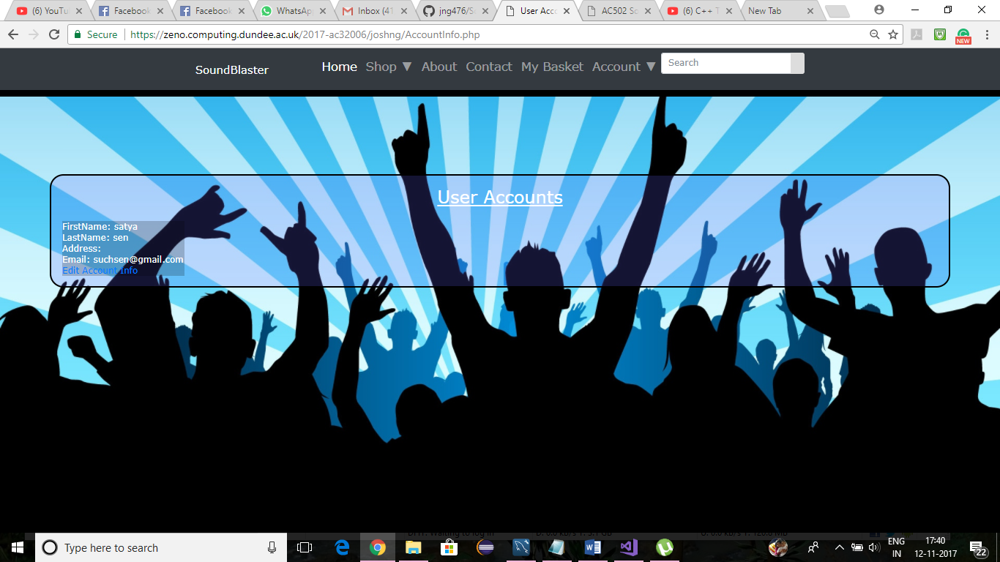 (6) YouTu Facebook Facebook WhatsAp Inbox (41 jng476/S User Acc AC502 So (6) C++ T New Tab
Secure https://zeno.computing.dundee.ac.uk/2017-ac32006/joshng/AccountInfo.php
NEW
SoundBlaster Home Shop ▼ About Contact My Basket Account ▼ Search
User Accounts
FirstName: satya
LastName: sen
Address:
Email: suchsen@gmail.com
Edit Account Info
Type here to search
ENG 17:40
IN 12-11-2017 22